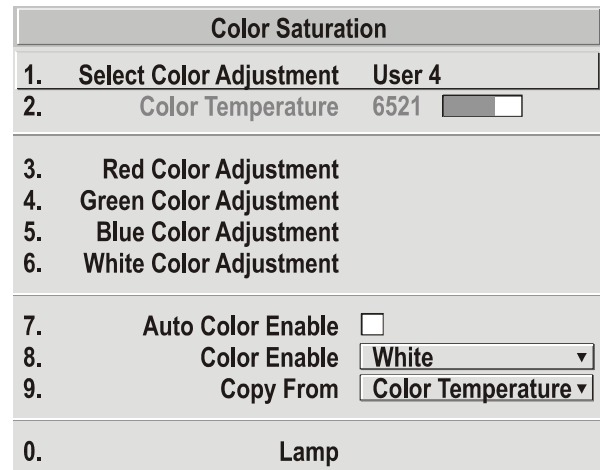 Color Saturation
1. Select Color Adjustment User 4
2. Color Temperature 6521
3. Red Color Adjustment
4. Green Color Adjustment
5. Blue Color Adjustment
6. White Color Adjustment
7. Auto Color Enable
8. Color Enable White
9. Copy From Color Temperature
0. Lamp